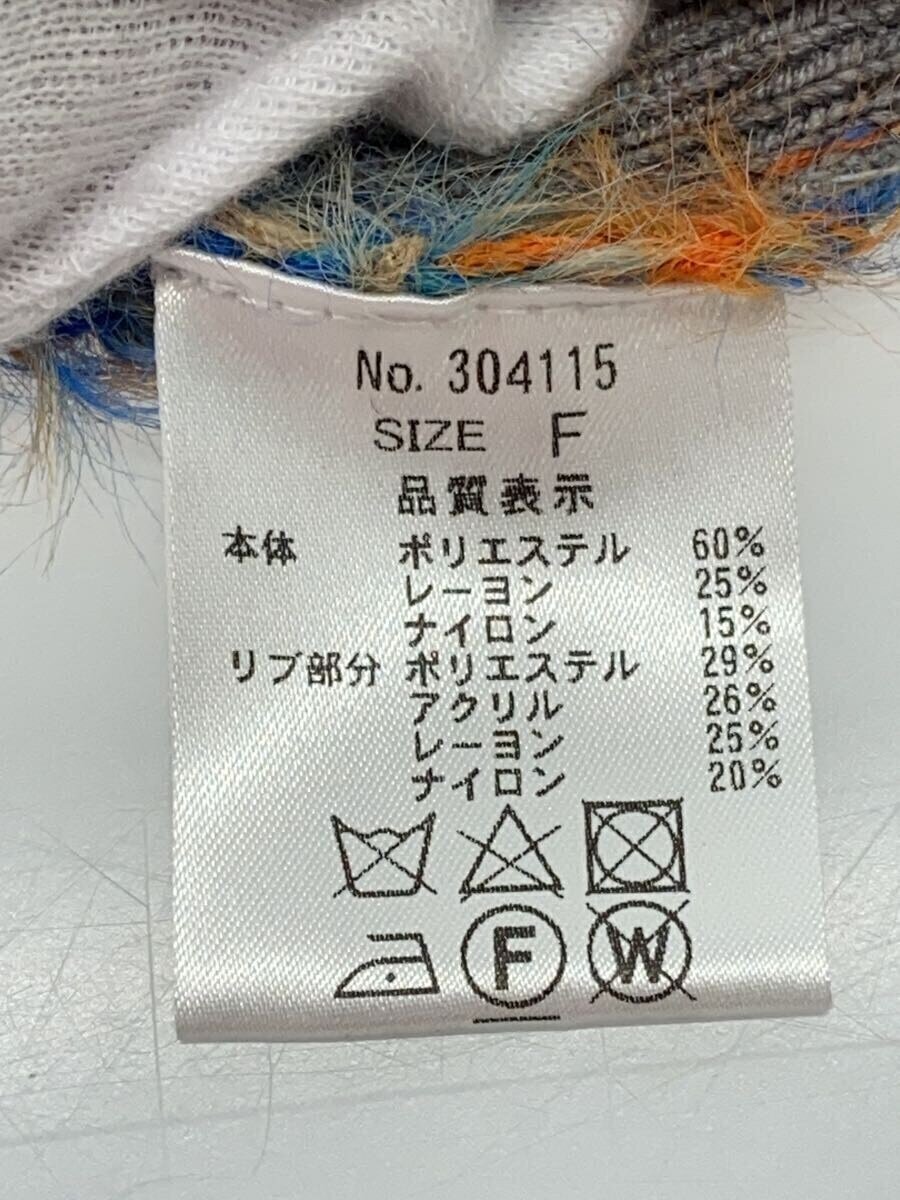 No. 304115
SIZE F
品質表示
本体 ポリエステル 60%
レーヨン 25%
ナイロン 15%
リブ部分 ポリエステル 29%
アクリル 26%
レーヨン 25%
ナイロン 20%
F W